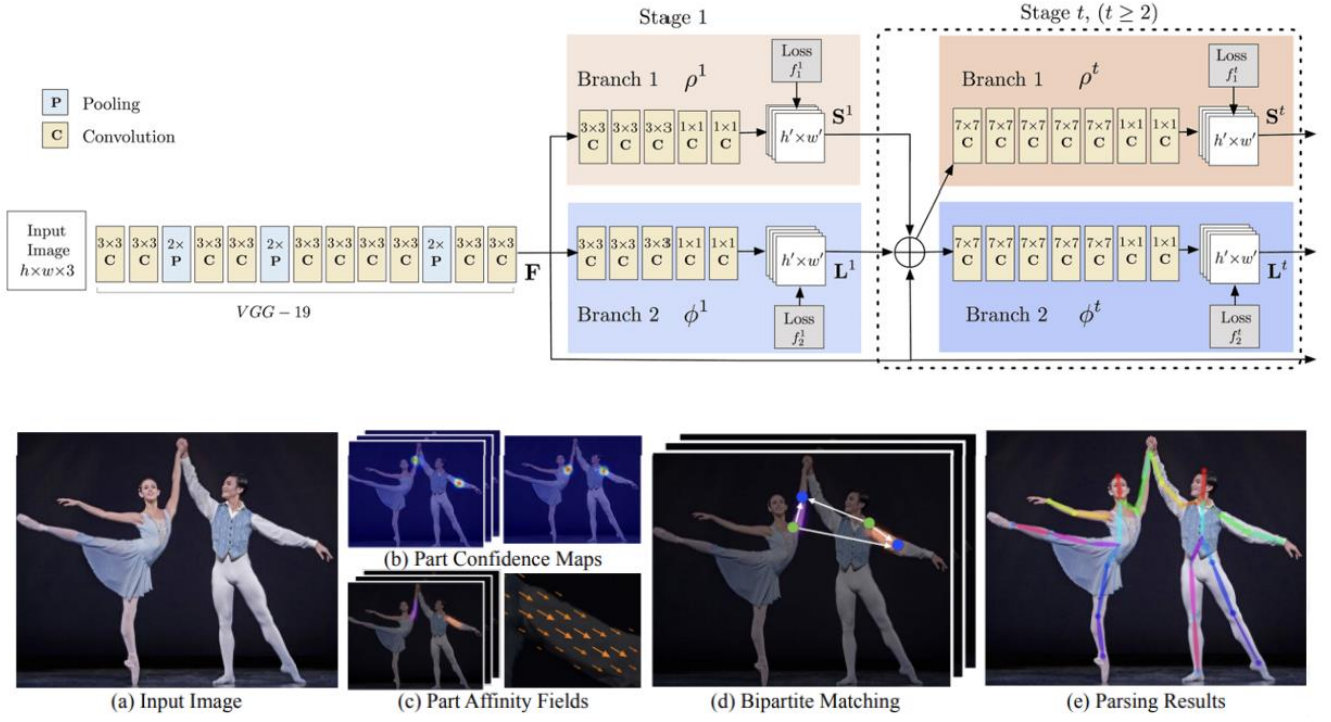 Stage 1
Stage t, (t ≥ 2)
P Pooling
C Convolution
Branch 1 ρ¹
Loss
f₁¹
S¹
3×3 C 3×3 C 3×3 C 1×1 C 1×1 C
h′×w′
Branch 1 ρᵗ
Loss
f₁ᵗ
Sᵗ
7×7 C 7×7 C 7×7 C 7×7 C 7×7 C 1×1 C 1×1 C
h′×w′
Input
Image
h×w×3
3×3 C 3×3 C 2× P 3×3 C 3×3 C 2× P 3×3 C 3×3 C 3×3 C 3×3 C 2× P 3×3 C 3×3 C
VGG − 19
F
3×3 C 3×3 C 3×3 C 1×1 C 1×1 C
h′×w′
L¹
Branch 2 ϕ¹
Loss
f₂¹
7×7 C 7×7 C 7×7 C 7×7 C 7×7 C 1×1 C 1×1 C
h′×w′
Lᵗ
Branch 2 ϕᵗ
Loss
f₂ᵗ
(a) Input Image
(b) Part Confidence Maps
(c) Part Affinity Fields
(d) Bipartite Matching
(e) Parsing Results